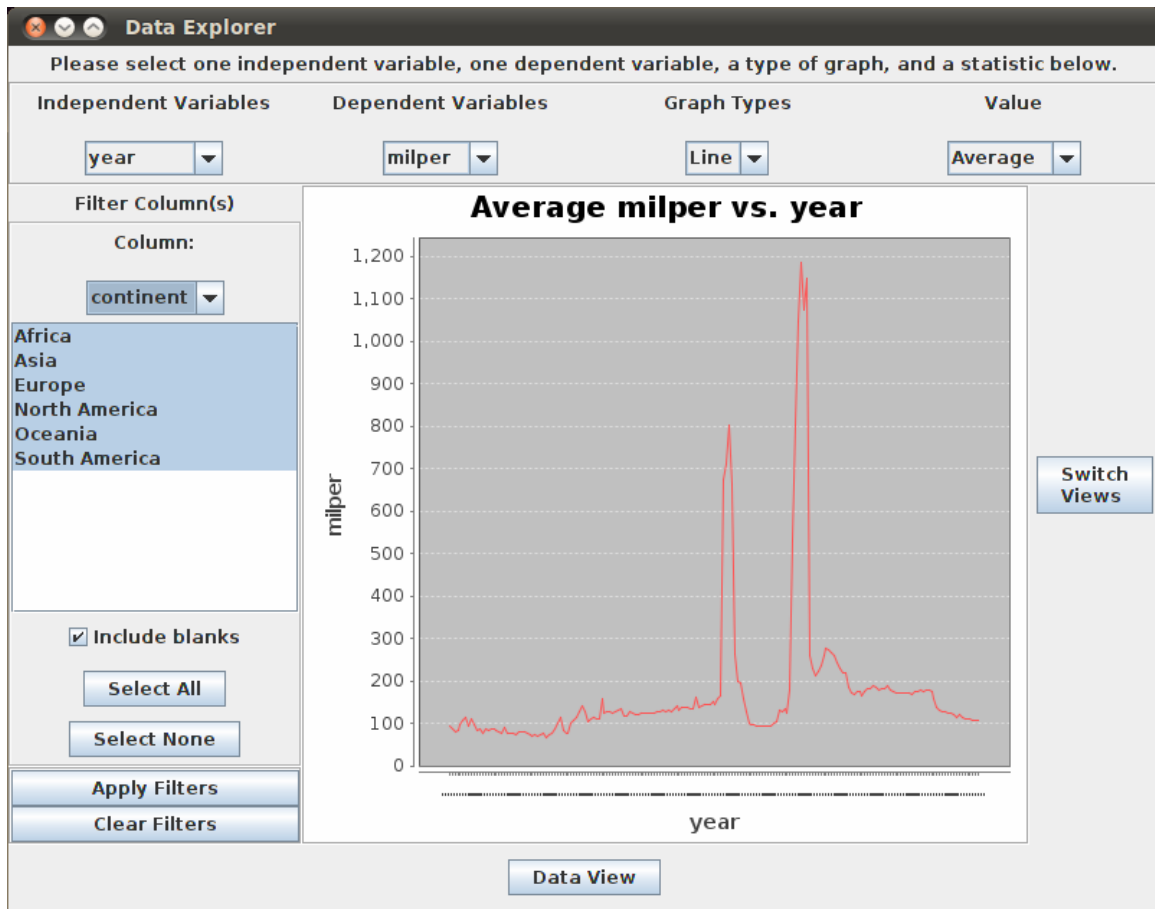 Data Explorer
Please select one independent variable, one dependent variable, a type of graph, and a statistic below.
Independent Variables
Dependent Variables
Graph Types
Value
year
milper
Line
Average
Filter Column(s)
Column:
continent
Africa
Asia
Europe
North America
Oceania
South America
Include blanks
Select All
Select None
Apply Filters
Clear Filters
Average milper vs. year
1,200
1,100
1,000
900
800
700
600
500
400
300
200
100
0
milper
year
Switch
Views
Data View